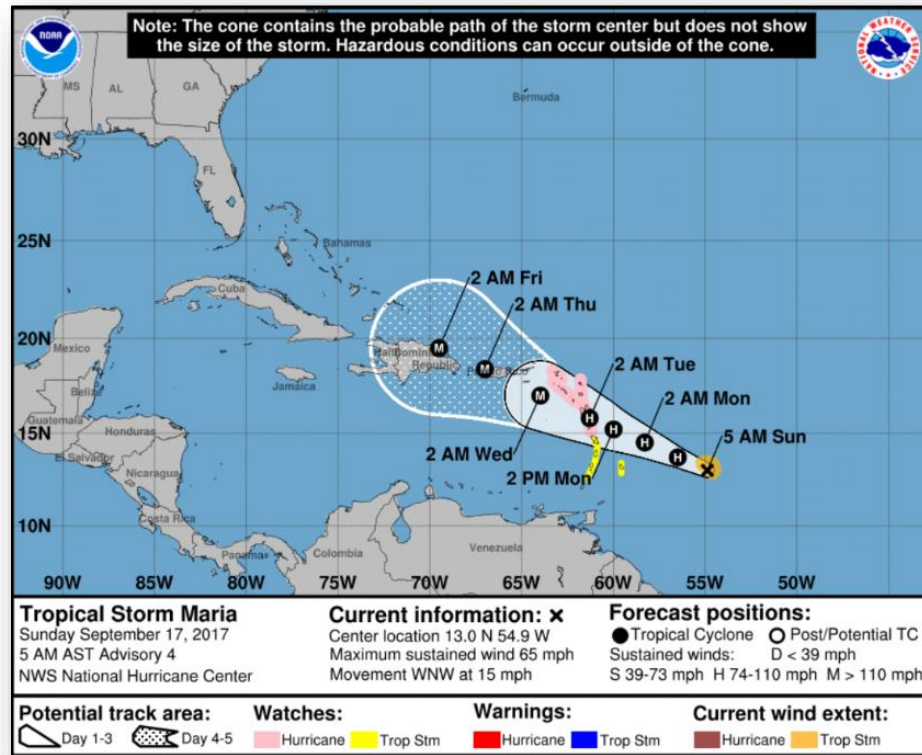 Note: The cone contains the probable path of the storm center but does not show
the size of the storm. Hazardous conditions can occur outside of the cone.
NOAA
NATIONAL WEATHER SERVICE
MS
AL
GA
Bermuda
30N
FL
25N
Bahamas
2 AM Fri
Cuba
2 AM Thu
20N
Mexico
Haiti
Dominican
Republic
2 AM Tue
Jamaica
Belize
M
M
M
H
H
H
H
2 AM Mon
Guatemala
15N
Honduras
2 AM Wed
5 AM Sun
El Salvador
Nicaragua
2 PM Mon
10N
Costa Rica
Panama
Colombia
Venezuela
90W 85W 80W 75W 70W 65W 60W 55W 50W
Tropical Storm Maria
Sunday September 17, 2017
5 AM AST Advisory 4
NWS National Hurricane Center
Current information: x
Center location 13.0 N 54.9 W
Maximum sustained wind 65 mph
Movement WNW at 15 mph
Forecast positions:
Tropical Cyclone Post/Potential TC
Sustained winds: D < 39 mph
S 39-73 mph H 74-110 mph M > 110 mph
Potential track area:
Day 1-3 Day 4-5
Watches:
Hurricane Trop Stm
Warnings:
Hurricane Trop Stm
Current wind extent:
Hurricane Trop Stm